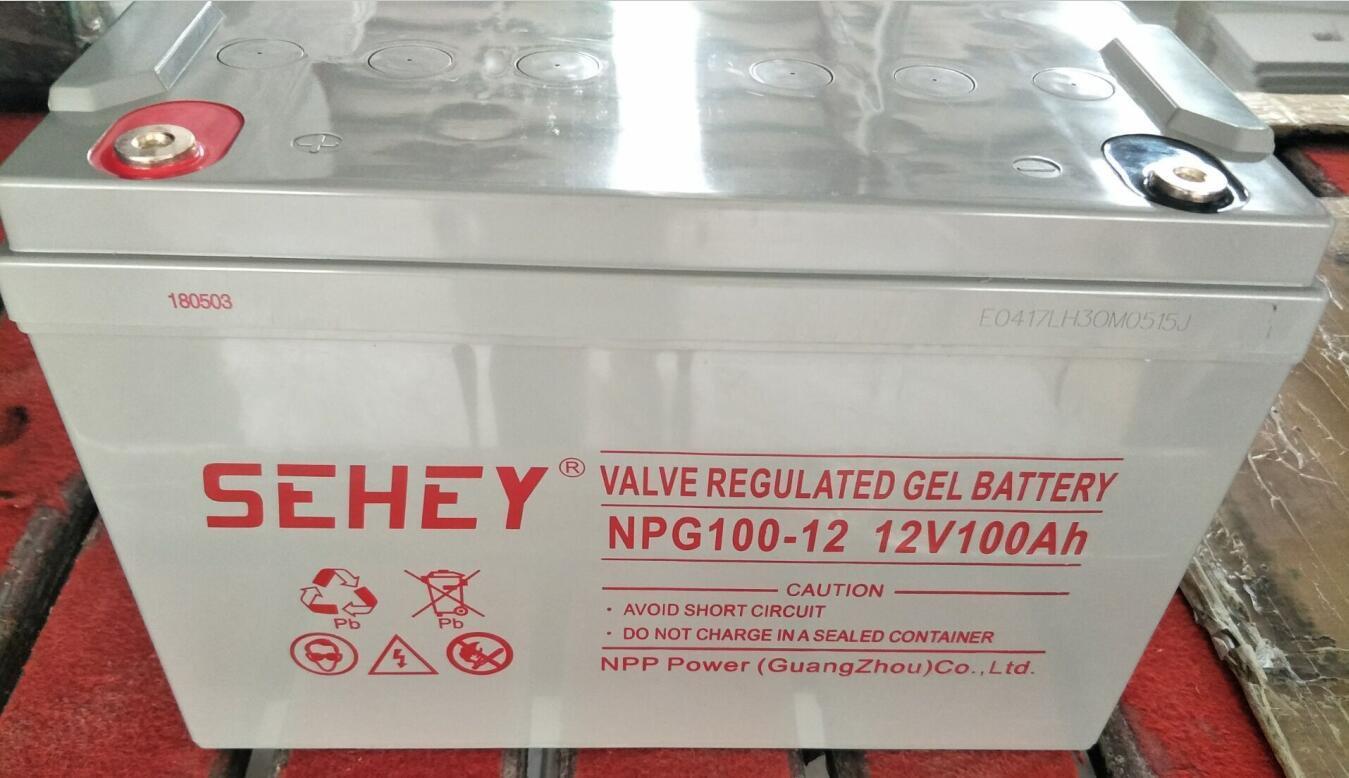 180503
E0417LH30M0515J
SEHEY®
VALVE REGULATED GEL BATTERY
NPG100-12 12V100Ah
CAUTION
· AVOID SHORT CIRCUIT
· DO NOT CHARGE IN A SEALED CONTAINER
NPP Power (GuangZhou)Co.,Ltd.
Pb
Pb